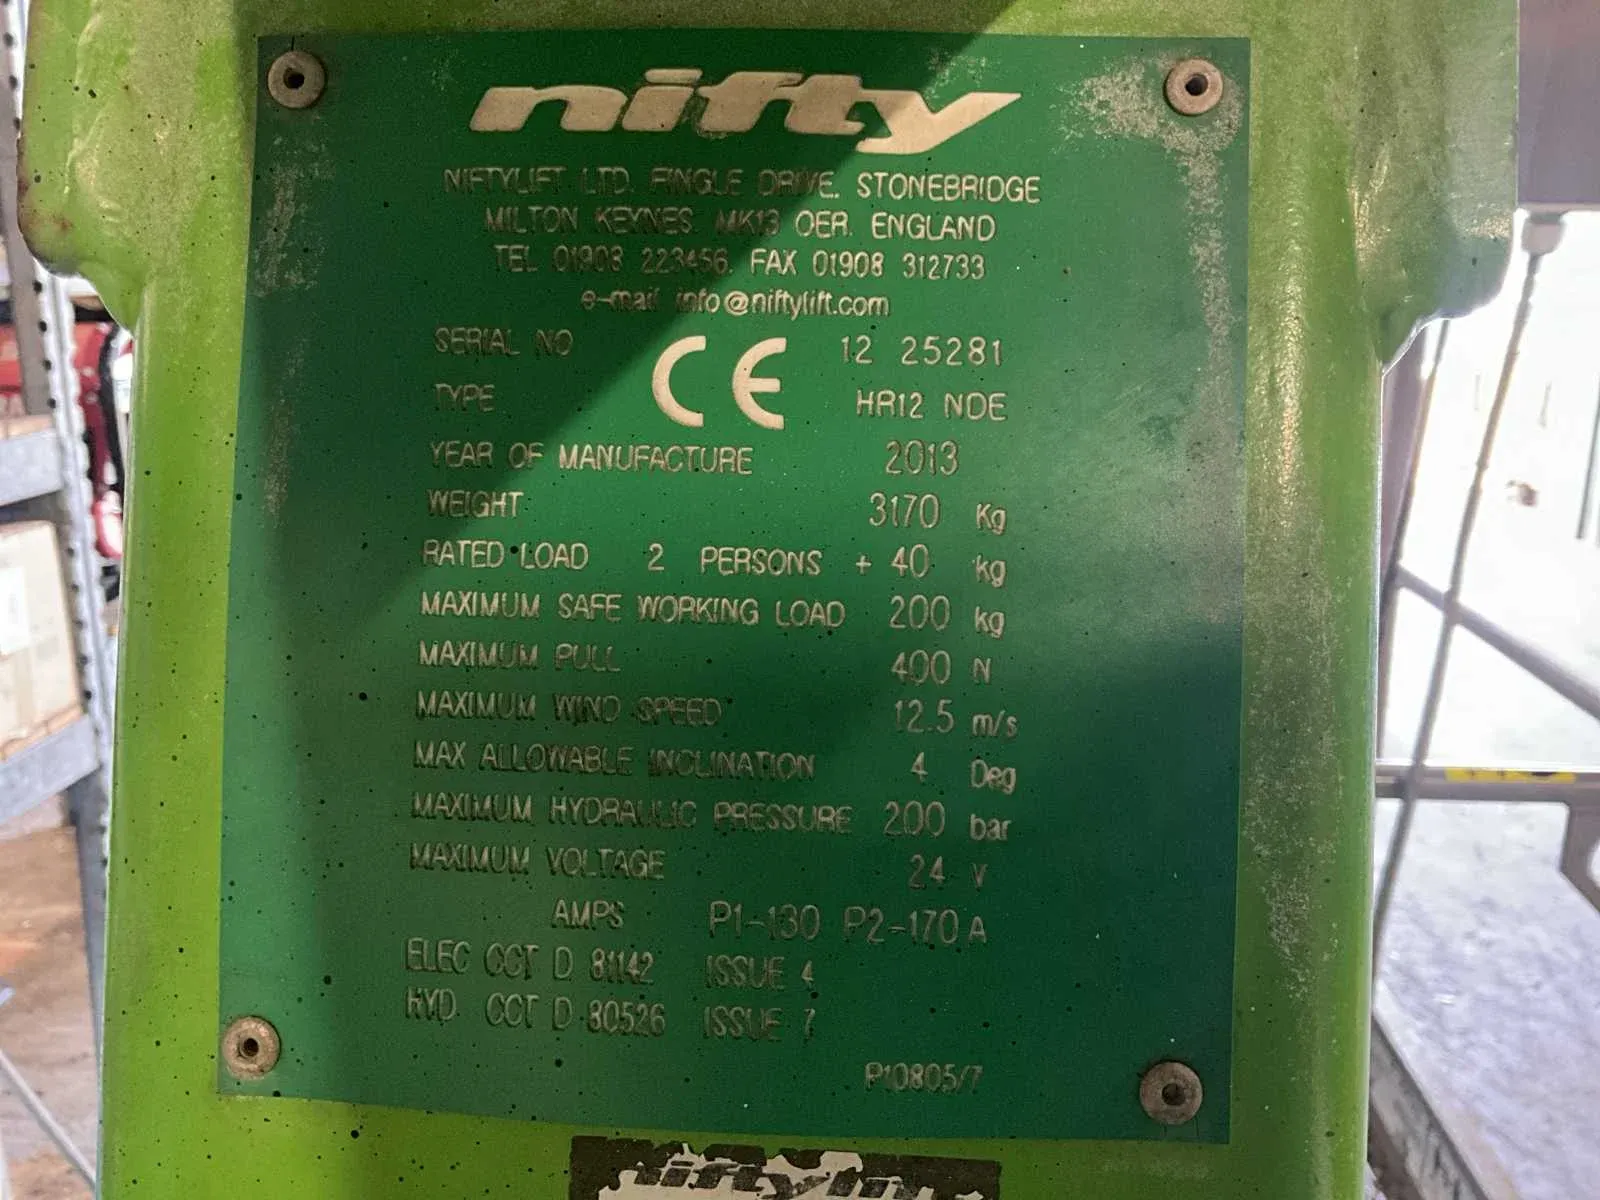 nifty
NIFTYLIFT LTD. FINGLE DRIVE. STONEBRIDGE
MILTON KEYNES. MK13 OER. ENGLAND
TEL 01908 223456. FAX 01908 312733
e-mail info@niftylift.com
SERIAL NO CE 12 25281
TYPE HR12 NDE
YEAR OF MANUFACTURE 2013
WEIGHT 3170 Kg
RATED LOAD 2 PERSONS + 40 kg
MAXIMUM SAFE WORKING LOAD 200 kg
MAXIMUM PULL 400 N
MAXIMUM WIND SPEED 12.5 m/s
MAX ALLOWABLE INCLINATION 4 Deg
MAXIMUM HYDRAULIC PRESSURE 200 bar
MAXIMUM VOLTAGE 24 V
AMPS P1-130 P2-170 A
ELEC CCT D 81142 ISSUE 4
HYD. CCT D 80526 ISSUE 7
P10805/7
niftylift